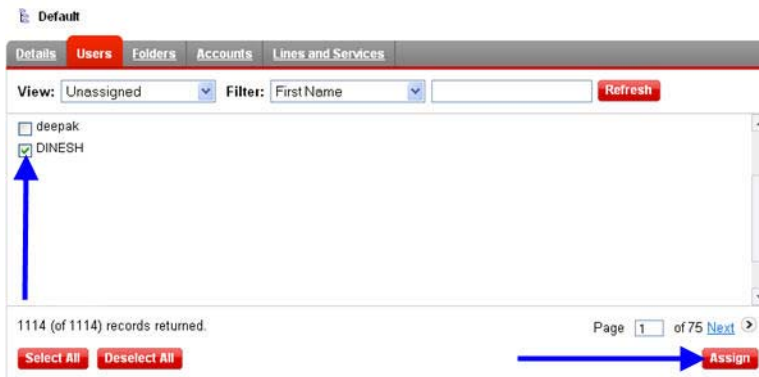 Default
Details Users Folders Accounts Lines and Services
View: Unassigned Filter: First Name Refresh
deepak
DINESH
1114 (of 1114) records returned. Page 1 of 75 Next
Select All Deselect All Assign